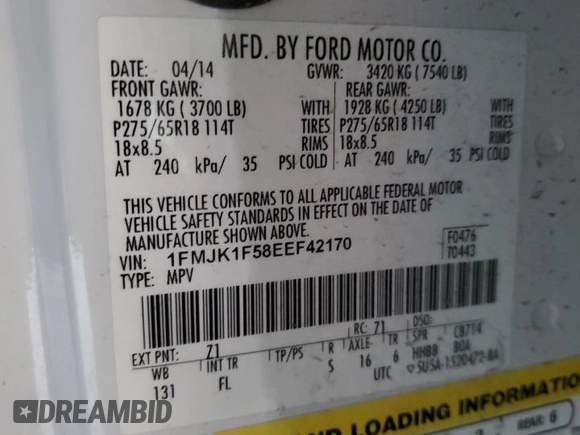 MFD. BY FORD MOTOR CO.
DATE: 04/14 GVWR: 3420 KG ( 7540 LB)
FRONT GAWR: REAR GAWR:
1678 KG ( 3700 LB) WITH 1928 KG ( 4250 LB) WITH
P275/65R18 114T TIRES P275/65R18 114T TIRES
18x8.5 RIMS 18x8.5 RIMS
AT 240 kPa/ 35 PSI COLD AT 240 kPa/ 35 PSI COLD
THIS VEHICLE CONFORMS TO ALL APPLICABLE FEDERAL MOTOR
VEHICLE SAFETY STANDARDS IN EFFECT ON THE DATE OF
MANUFACTURE SHOWN ABOVE.
VIN: 1FMJK1F58EEF42170 F0476
TYPE: MPV T0443
EXT PNT: 71 RC: 71 DSO:
WB INT TR TP/PS R AXLE TR SPR CB714
131 FL S 16 6 HHBB BOA
UTC
LOADING INFORMATION
REAR: 6
DREAMBID